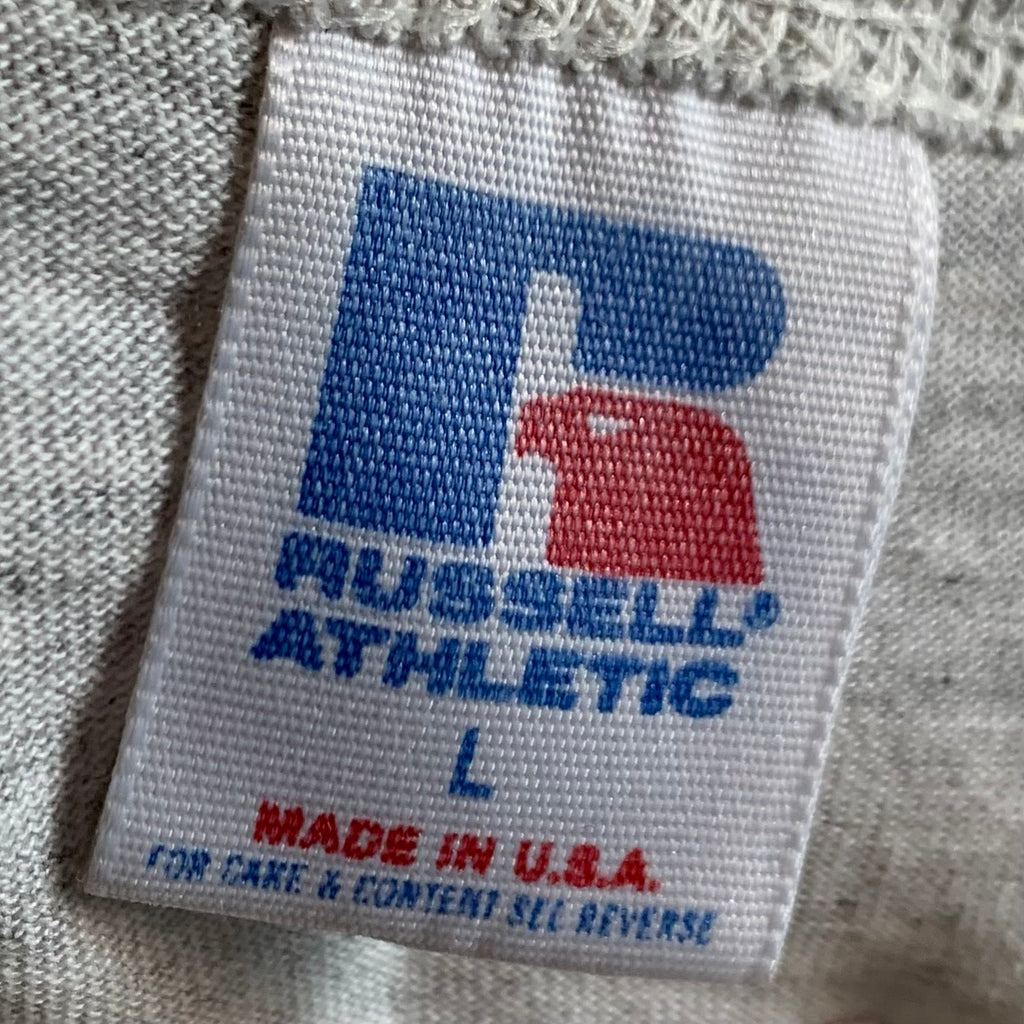 RUSSELL®
ATHLETIC
L
MADE IN U.S.A.
FOR CARE & CONTENT SEE REVERSE